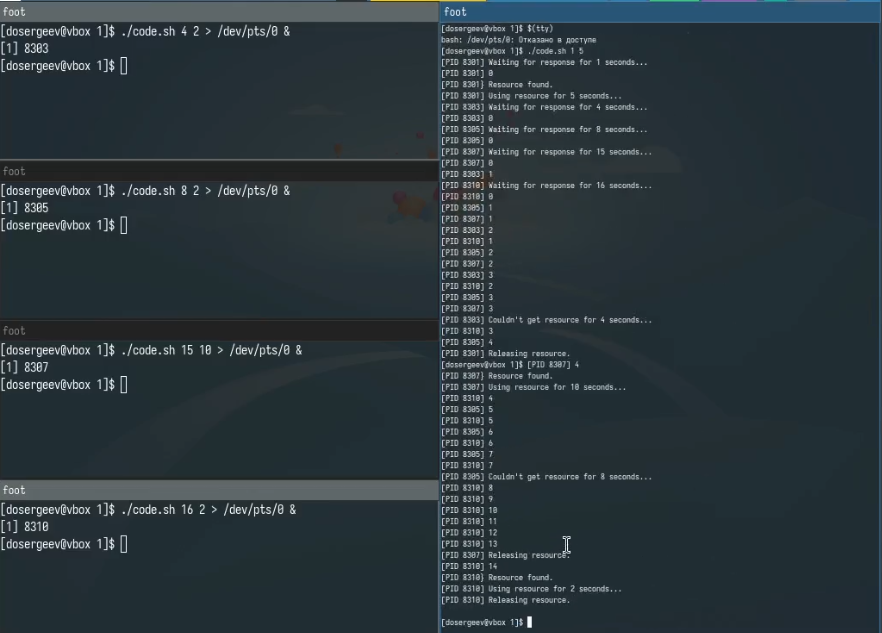 foot
[dosergeev@vbox 1]$ ./code.sh 4 2 > /dev/pts/0 &
[1] 8303
[dosergeev@vbox 1]$
foot
[dosergeev@vbox 1]$ ./code.sh 8 2 > /dev/pts/0 &
[1] 8305
[dosergeev@vbox 1]$
foot
[dosergeev@vbox 1]$ ./code.sh 15 10 > /dev/pts/0 &
[1] 8307
[dosergeev@vbox 1]$
foot
[dosergeev@vbox 1]$ ./code.sh 16 2 > /dev/pts/0 &
[1] 8310
[dosergeev@vbox 1]$
foot
[dosergeev@vbox 1]$ $(tty)
bash: /dev/pts/0: Отказано в доступе
[dosergeev@vbox 1]$ ./code.sh 1 5
[PID 8301] Waiting for response for 1 seconds...
[PID 8301] 0
[PID 8301} Resource found.
[PID 8301] Using resource for 5 seconds...
[PID 8303] Waiting for response for 4 seconds...
[PID 8303] 0
[PID 8305] Waiting for response for 8 seconds...
[PID 8305] 0
[PID 8307] Waiting for response for 15 seconds...
[PID 8307] 0
[PID 8303] 1
[PID 8310] Waiting for response for 16 seconds...
[PID 8310] 0
[PID 8305] 1
[PID 8307] 1
[PID 8303] 2
[PID 8310] 1
[PID 8305] 2
[PID 8307] 2
[PID 8303] 3
[PID 8310] 2
[PID 8305] 3
[PID 8307] 3
[PID 8303] Couldn't get resource for 4 seconds...
[PID 8310] 3
[PID 8305] 4
[PID 8301] Releasing resource.
[dosergeev@vbox 1]$ [PID 8307] 4
[PID 8307} Resource found.
[PID 8307] Using resource for 10 seconds...
[PID 8310] 4
[PID 8305] 5
[PID 8310] 5
[PID 8305] 6
[PID 8310] 6
[PID 8305] 7
[PID 8310] 7
[PID 8305] Couldn't get resource for 8 seconds...
[PID 8310] 8
[PID 8310] 9
[PID 8310] 10
[PID 8310] 11
[PID 8310] 12
[PID 8310] 13
[PID 8307] Releasing resource.
[PID 8310] 14
[PID 8310} Resource found.
[PID 8310] Using resource for 2 seconds...
[PID 8310] Releasing resource.
[dosergeev@vbox 1]$